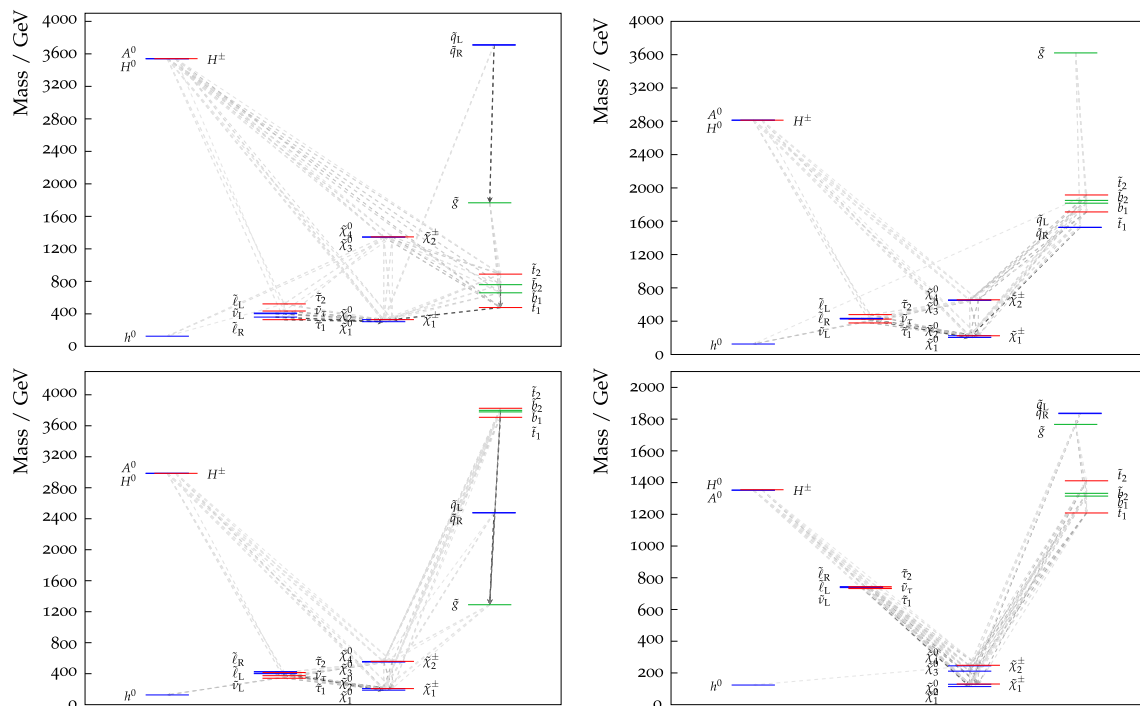 Mass / GeV
4000
3600
3200
2800
2400
2000
1600
1200
800
400
0
A⁰
H⁰
H±
h⁰
ℓ̃L
ν̃L
ℓ̃R
τ̃2
ν̃τ
τ̃1
χ̃⁰4
χ̃⁰3
χ̃±2
χ̃⁰2
χ̃⁰1
χ̃±1
q̃L
q̃R
g̃
t̃2
b̃2
b̃1
t̃1
Mass / GeV
4000
3600
3200
2800
2400
2000
1600
1200
800
400
0
A⁰
H⁰
H±
h⁰
ℓ̃L
ℓ̃R
ν̃L
τ̃2
ν̃τ
τ̃1
χ̃⁰4
χ̃⁰3
χ̃±2
χ̃⁰2
χ̃⁰1
χ̃±1
g̃
q̃L
q̃R
t̃2
b̃2
b̃1
t̃1
Mass / GeV
4000
3600
3200
2800
2400
2000
1600
1200
800
400
0
A⁰
H⁰
H±
h⁰
ℓ̃R
ℓ̃L
ν̃L
τ̃2
ν̃τ
τ̃1
χ̃⁰4
χ̃⁰3
χ̃±2
χ̃⁰2
χ̃⁰1
χ̃±1
q̃L
q̃R
g̃
t̃2
b̃2
b̃1
t̃1
Mass / GeV
2000
1800
1600
1400
1200
1000
800
600
400
200
0
H⁰
A⁰
H±
h⁰
ℓ̃R
ℓ̃L
ν̃L
τ̃2
ν̃τ
τ̃1
χ̃⁰4
χ̃⁰3
χ̃±2
χ̃⁰2
χ̃⁰1
χ̃±1
q̃L
q̃R
g̃
t̃2
b̃2
b̃1
t̃1